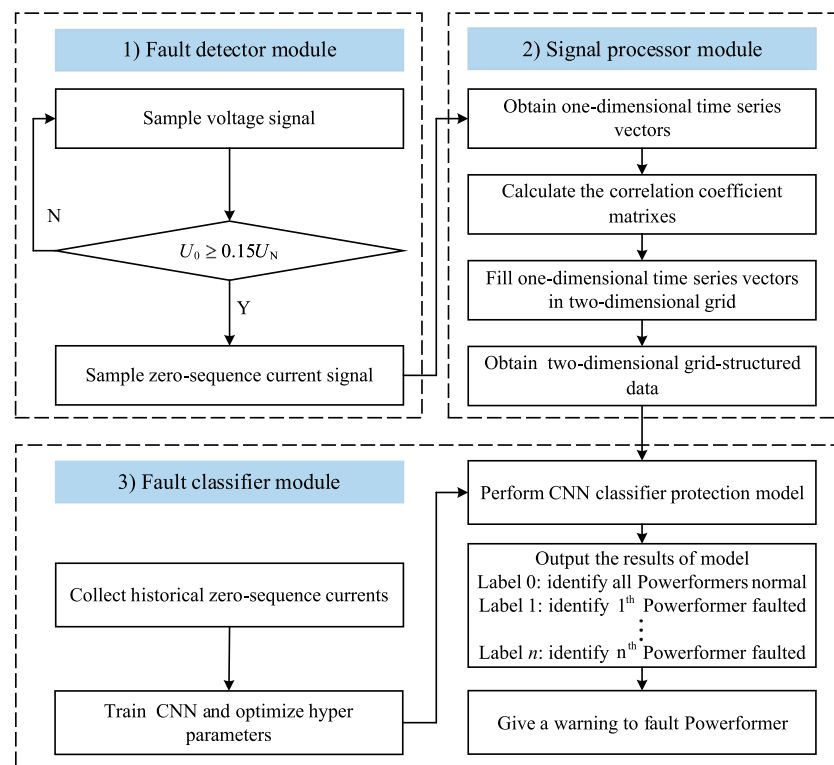 1) Fault detector module
Sample voltage signal
N
U₀ ≥ 0.15U_N
Y
Sample zero-sequence current signal
2) Signal processor module
Obtain one-dimensional time series
vectors
Calculate the correlation coefficient
matrixes
Fill one-dimensional time series vectors
in two-dimensional grid
Obtain two-dimensional grid-structured
data
3) Fault classifier module
Collect historical zero-sequence currents
Train CNN and optimize hyper
parameters
Perform CNN classifier protection model
Output the results of model
Label 0: identify all Powerformers normal
Label 1: identify 1th Powerformer faulted
⋮
Label n: identify nth Powerformer faulted
Give a warning to fault Powerformer